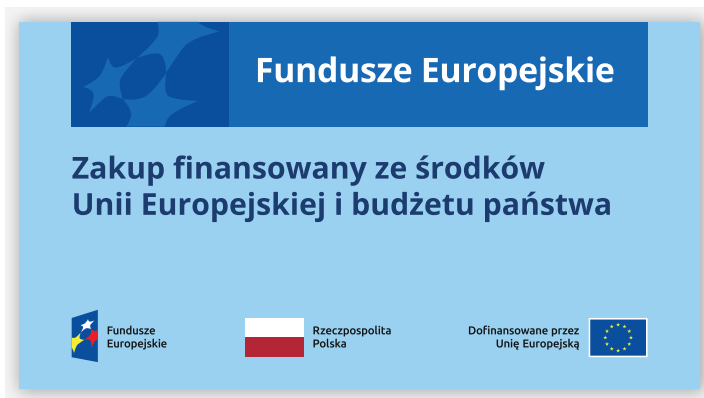 Fundusze Europejskie
Zakup finansowany ze środków
Unii Europejskiej i budżetu państwa
Fundusze
Europejskie
Rzeczpospolita
Polska
Dofinansowane przez
Unię Europejską